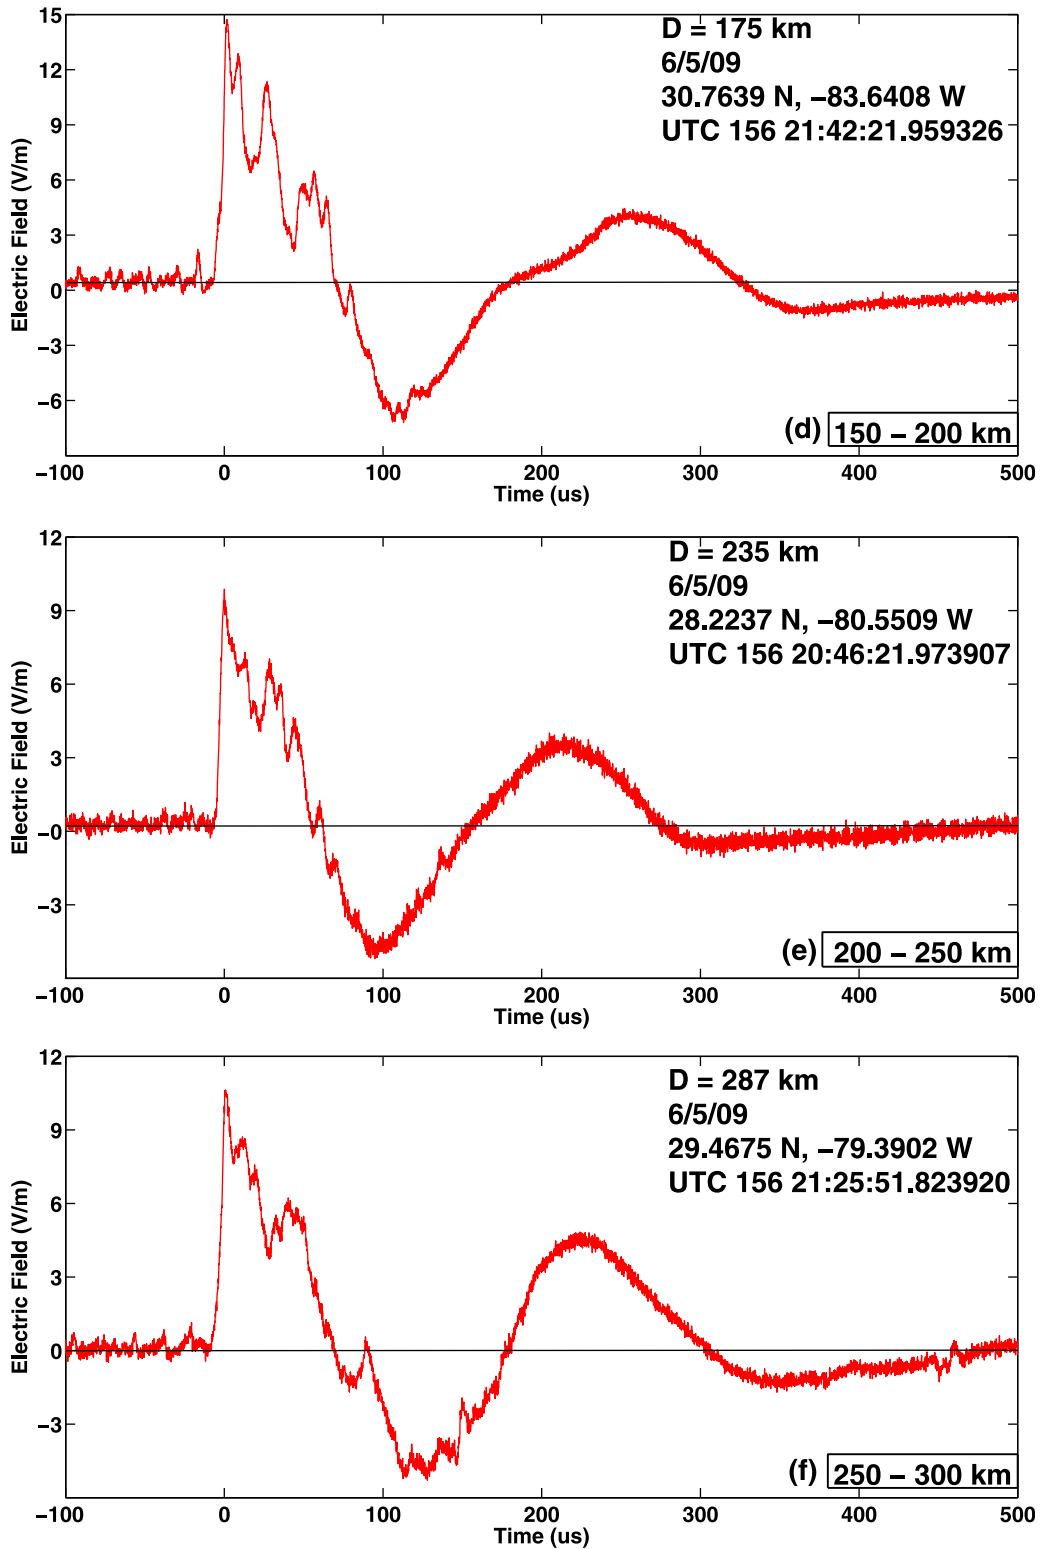 15
12
9
6
3
0
−3
−6
Electric Field (V/m)
D = 175 km
6/5/09
30.7639 N, −83.6408 W
UTC 156 21:42:21.959326
(d) 150 − 200 km
−100 0 100 200 300 400 500
Time (us)
12
9
6
3
−0
−3
Electric Field (V/m)
D = 235 km
6/5/09
28.2237 N, −80.5509 W
UTC 156 20:46:21.973907
(e) 200 − 250 km
−100 0 100 200 300 400 500
Time (us)
12
9
6
3
0
−3
Electric Field (V/m)
D = 287 km
6/5/09
29.4675 N, −79.3902 W
UTC 156 21:25:51.823920
(f) 250 − 300 km
−100 0 100 200 300 400 500
Time (us)